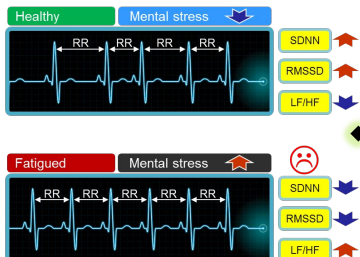 Healthy Mental stress
RR RR RR RR
SDNN
RMSSD
LF/HF
Fatigued Mental stress
RR RR RR RR RR
SDNN
RMSSD
LF/HF